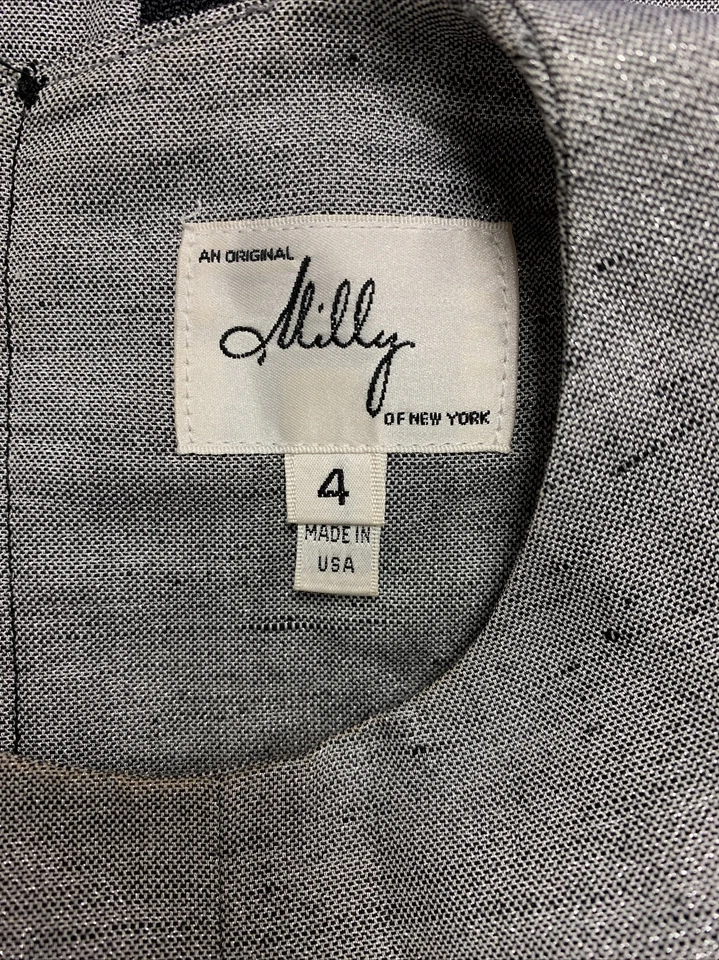 AN ORIGINAL
Milly
OF NEW YORK
4
MADE IN
USA